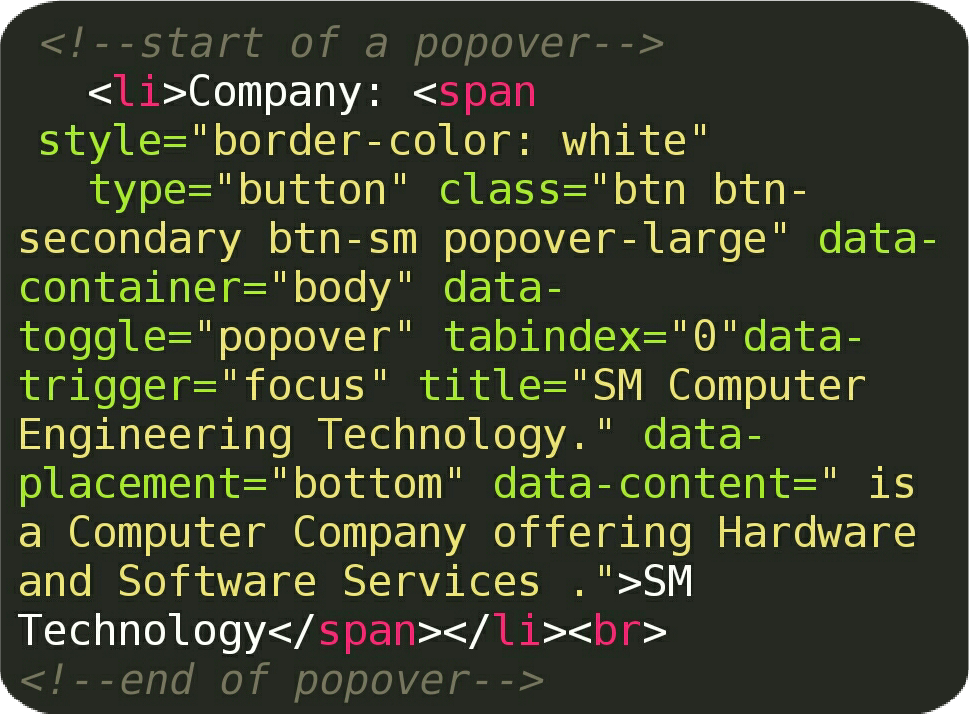 <!--start of a popover-->
<li>Company: <span
style="border-color: white"
type="button" class="btn btn-
secondary btn-sm popover-large" data-
container="body" data-
toggle="popover" tabindex="0"data-
trigger="focus" title="SM Computer
Engineering Technology." data-
placement="bottom" data-content=" is
a Computer Company offering Hardware
and Software Services .">SM
Technology</span></li><br>
<!--end of popover-->